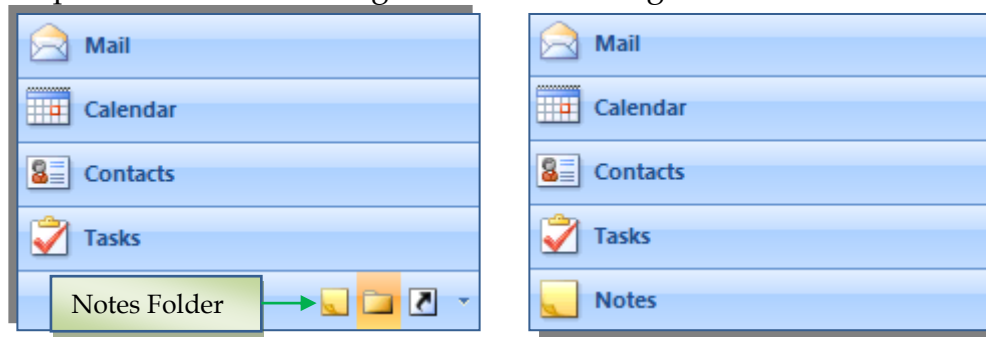 Mail
Calendar
Contacts
Tasks
Notes Folder
Mail
Calendar
Contacts
Tasks
Notes